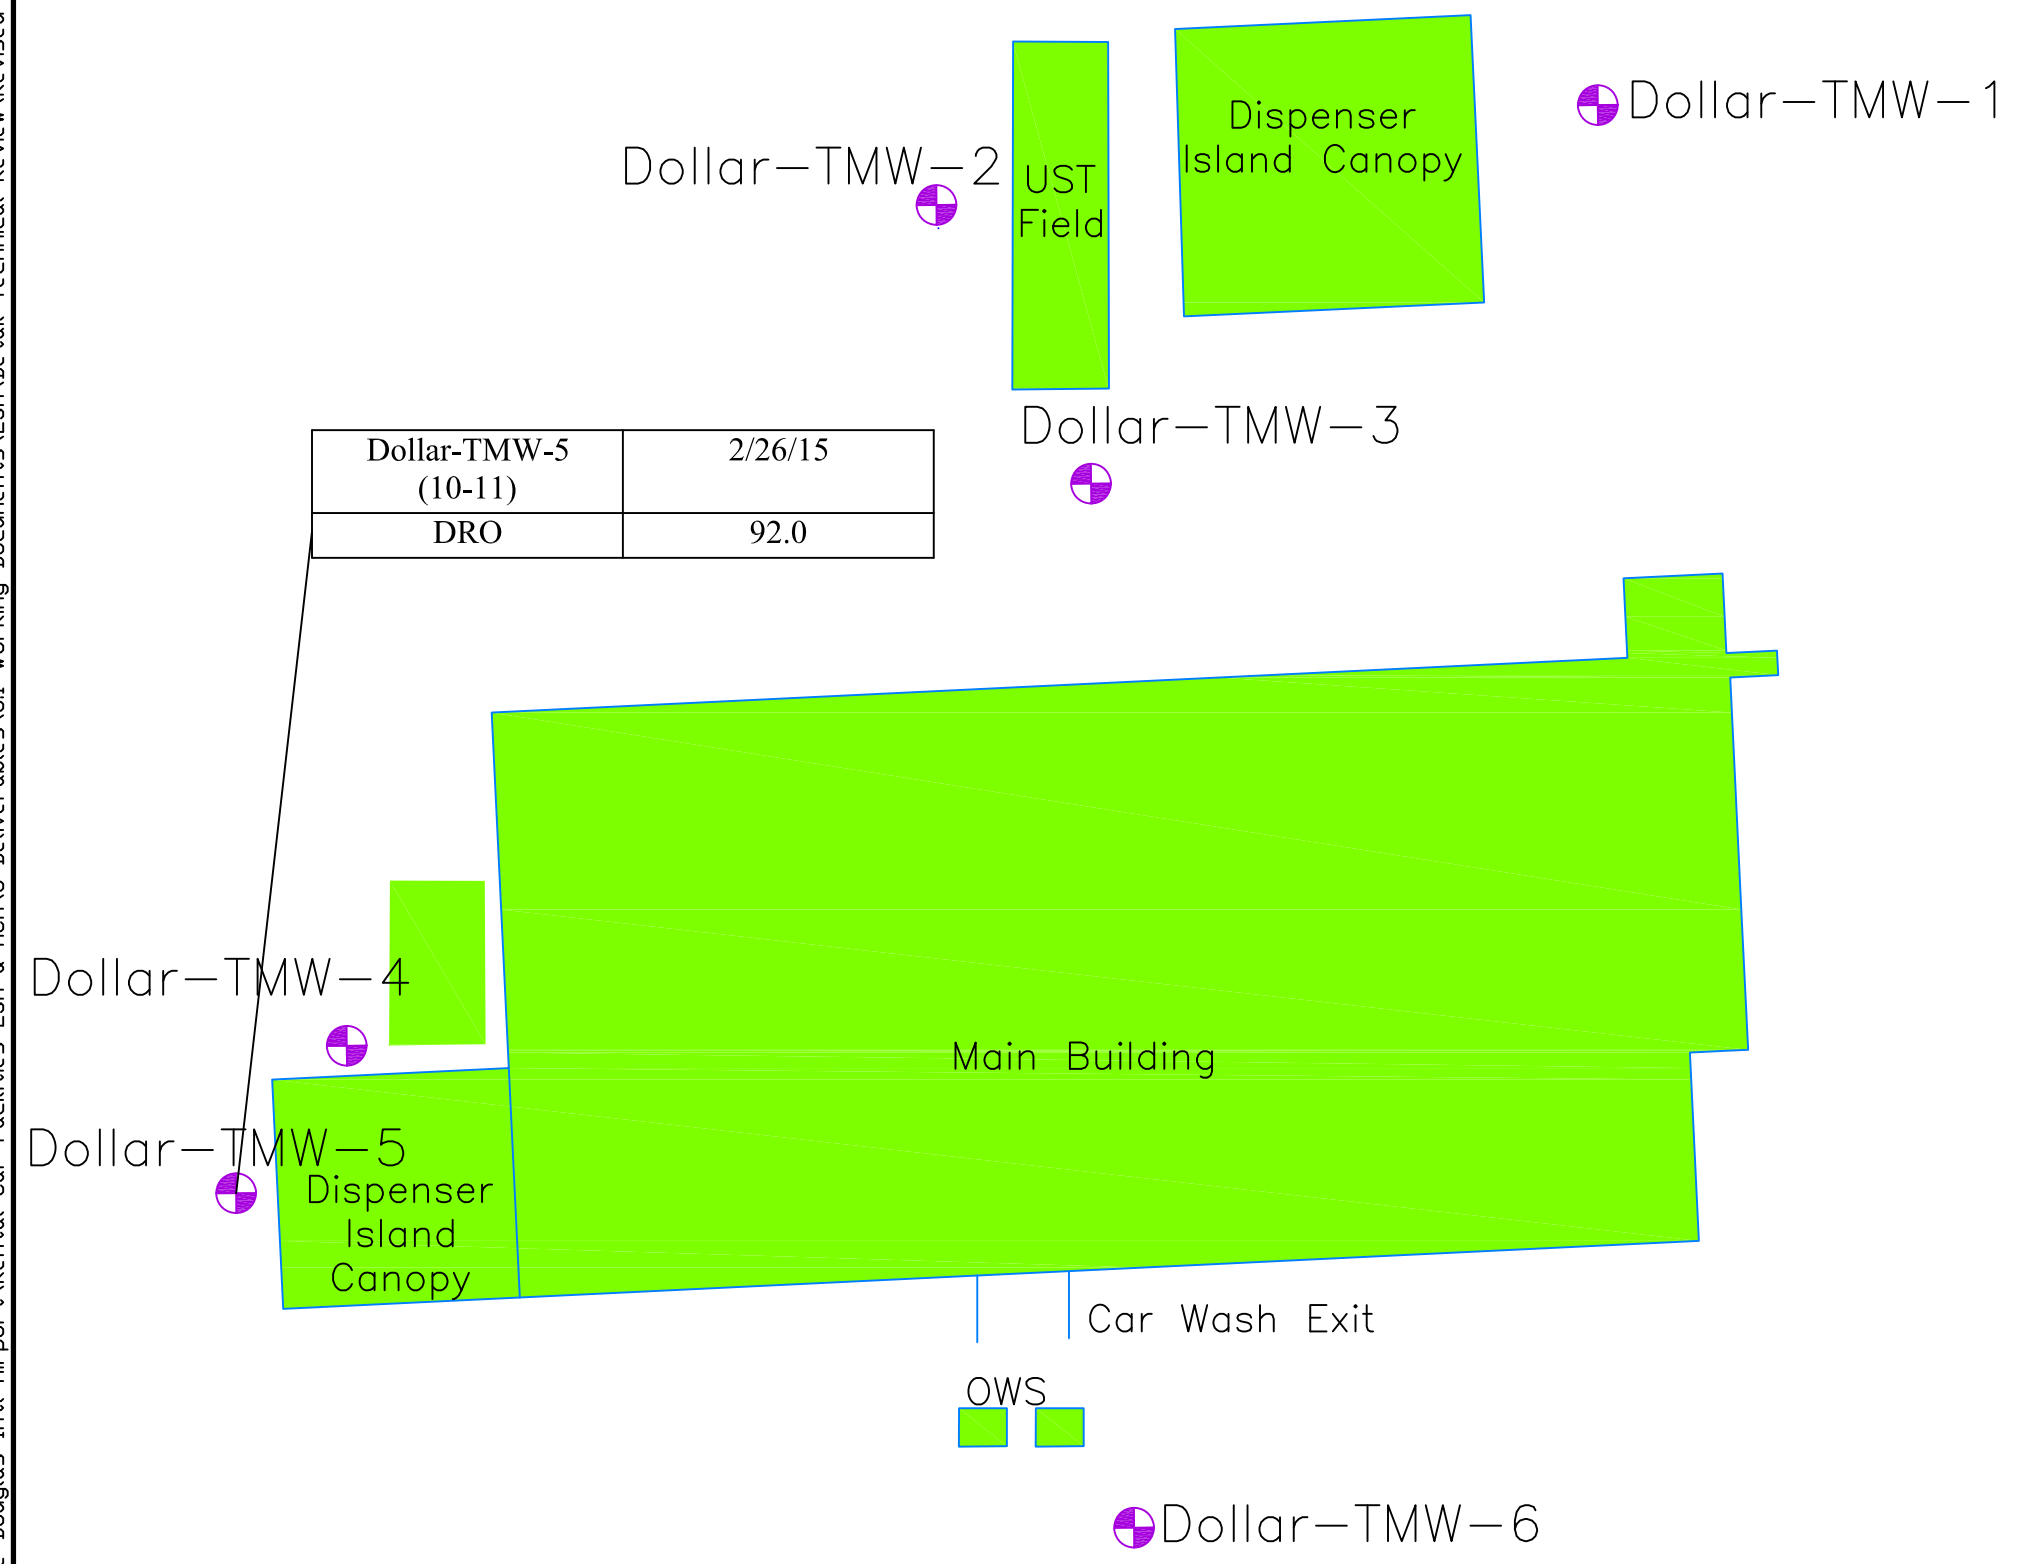 Dollar-TMW-1
Dispenser
Island Canopy
Dollar-TMW-2
UST
Field
Dollar-TMW-3
Dollar-TMW-5
(10-11)
2/26/15
DRO
92.0
Dollar-TMW-4
Main Building
Dollar-TMW-5
Dispenser
Island
Canopy
Car Wash Exit
OWS
Dollar-TMW-6